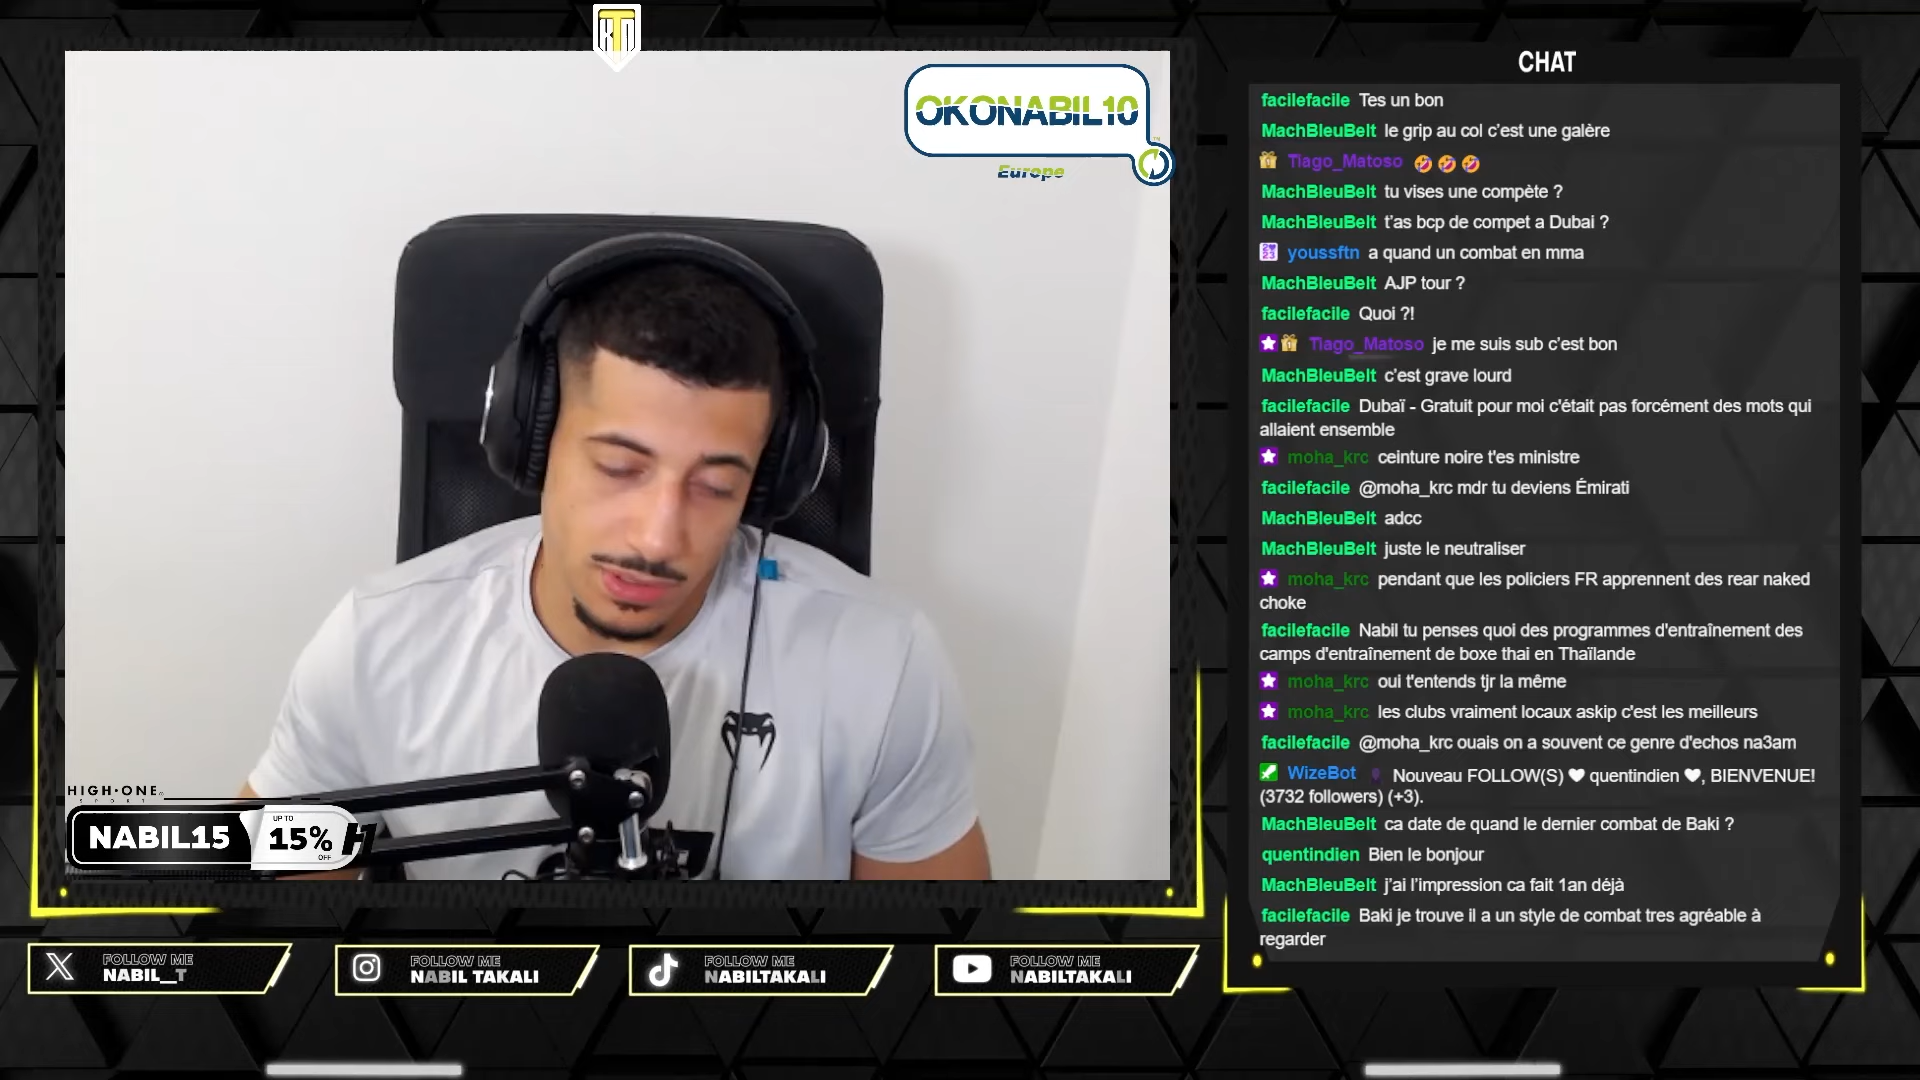 KTN
OKONABIL10
Europe
HIGH·ONE
SPORT
NABIL15
UP TO
15%
OFF
H1
FOLLOW ME
NABIL__T
FOLLOW ME
NABIL TAKALI
FOLLOW ME
NABILTAKALI
FOLLOW ME
NABILTAKALI
CHAT
facilefacile Tes un bon
MachBleuBelt le grip au col c'est une galère
Tiago_Matoso 🤣 🤣 🤣
MachBleuBelt tu vises une compète ?
MachBleuBelt t'as bcp de compet a Dubai ?
youssftn a quand un combat en mma
MachBleuBelt AJP tour ?
facilefacile Quoi ?!
Tiago_Matoso je me suis sub c'est bon
MachBleuBelt c'est grave lourd
facilefacile Dubaï - Gratuit pour moi c'était pas forcément des mots qui
allaient ensemble
moha_krc ceinture noire t'es ministre
facilefacile @moha_krc mdr tu deviens Émirati
MachBleuBelt adcc
MachBleuBelt juste le neutraliser
moha_krc pendant que les policiers FR apprennent des rear naked
choke
facilefacile Nabil tu penses quoi des programmes d'entraînement des
camps d'entraînement de boxe thai en Thaïlande
moha_krc oui t'entends tjr la même
moha_krc les clubs vraiment locaux askip c'est les meilleurs
facilefacile @moha_krc ouais on a souvent ce genre d'echos na3am
WizeBot Nouveau FOLLOW(S) ♥ quentindien ♥, BIENVENUE!
(3732 followers) (+3).
MachBleuBelt ca date de quand le dernier combat de Baki ?
quentindien Bien le bonjour
MachBleuBelt j'ai l'impression ca fait 1an déjà
facilefacile Baki je trouve il a un style de combat tres agréable à
regarder